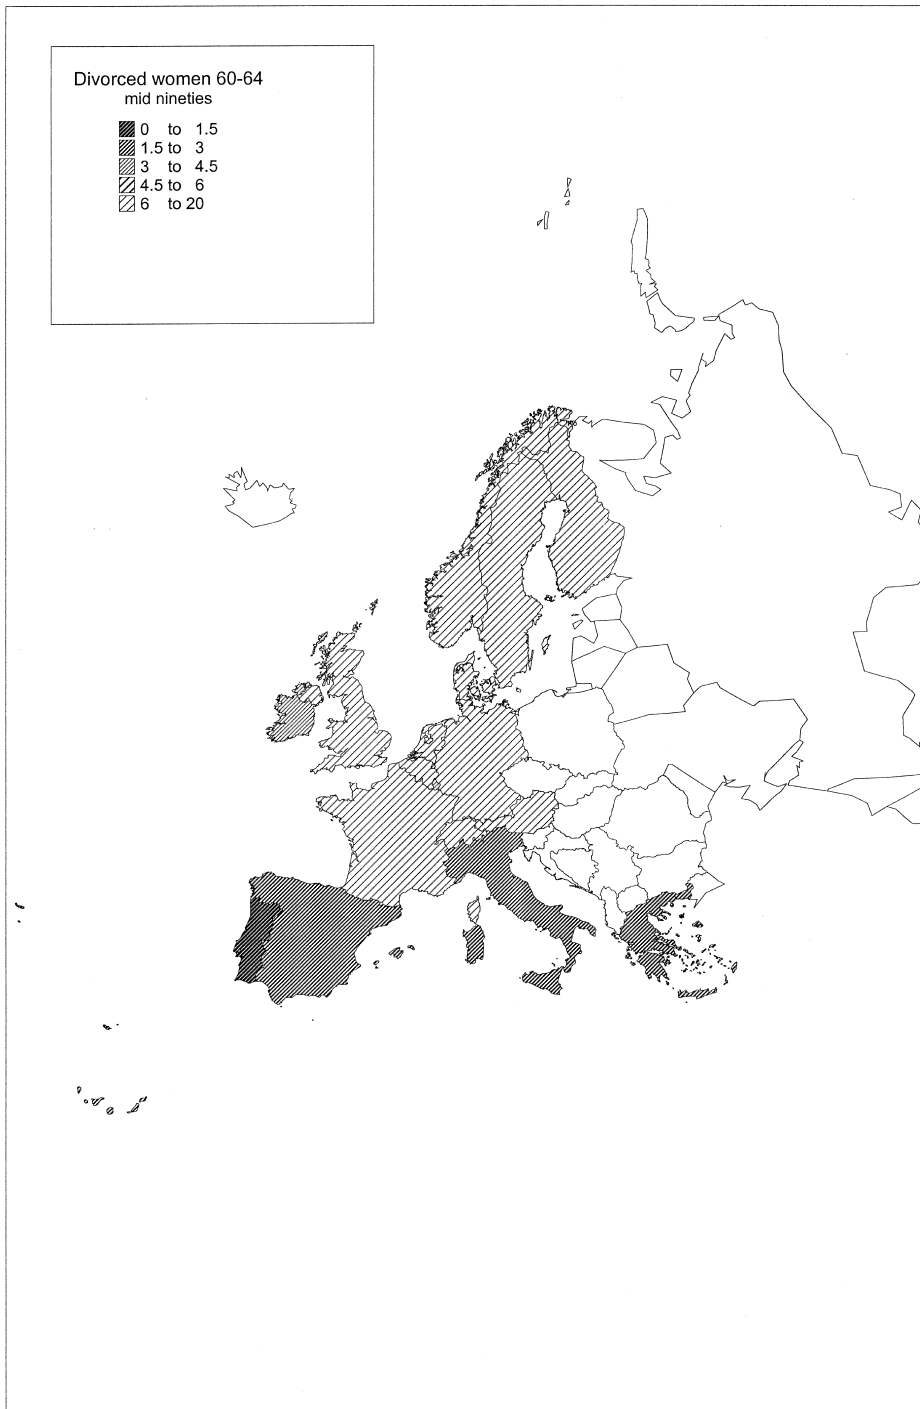 Divorced women 60-64
mid nineties
0 to 1.5
1.5 to 3
3 to 4.5
4.5 to 6
6 to 20